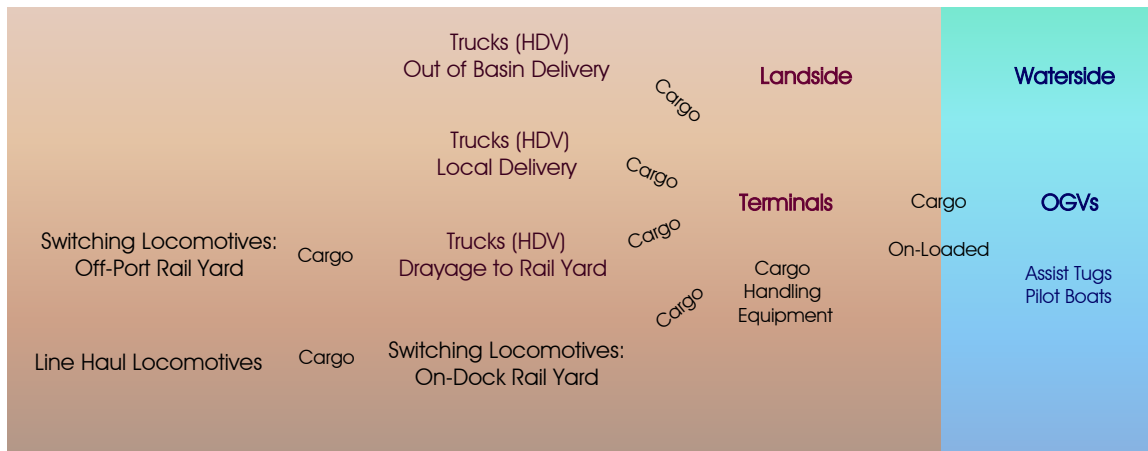 Trucks (HDV)
Out of Basin Delivery
Cargo
Landside
Waterside
Trucks (HDV)
Local Delivery
Cargo
Terminals
Cargo
OGVs
On-Loaded
Switching Locomotives:
Off-Port Rail Yard
Cargo
Trucks (HDV)
Drayage to Rail Yard
Cargo
Cargo
Handling
Equipment
Assist Tugs
Pilot Boats
Cargo
Line Haul Locomotives
Cargo
Switching Locomotives:
On-Dock Rail Yard